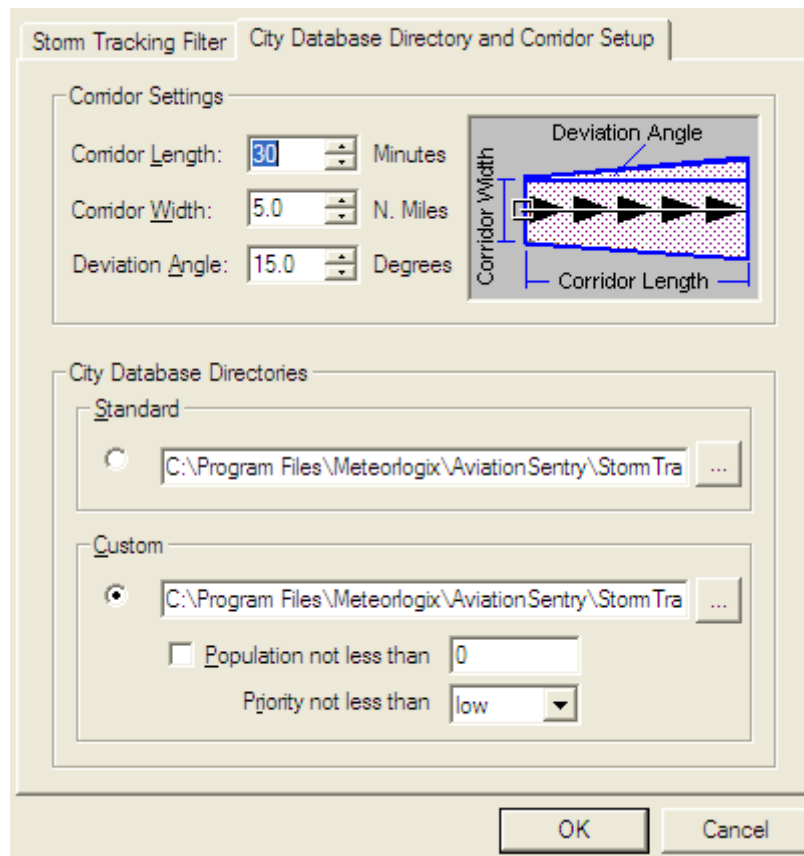 Storm Tracking Filter City Database Directory and Corridor Setup
Corridor Settings
Corridor Length: 30 Minutes
Corridor Width: 5.0 N. Miles
Deviation Angle: 15.0 Degrees
Deviation Angle
Corridor Width
Corridor Length
City Database Directories
Standard
C:\Program Files\Meteorlogix\AviationSentry\StormTra ...
Custom
C:\Program Files\Meteorlogix\AviationSentry\StormTra ...
Population not less than 0
Priority not less than low
OK Cancel